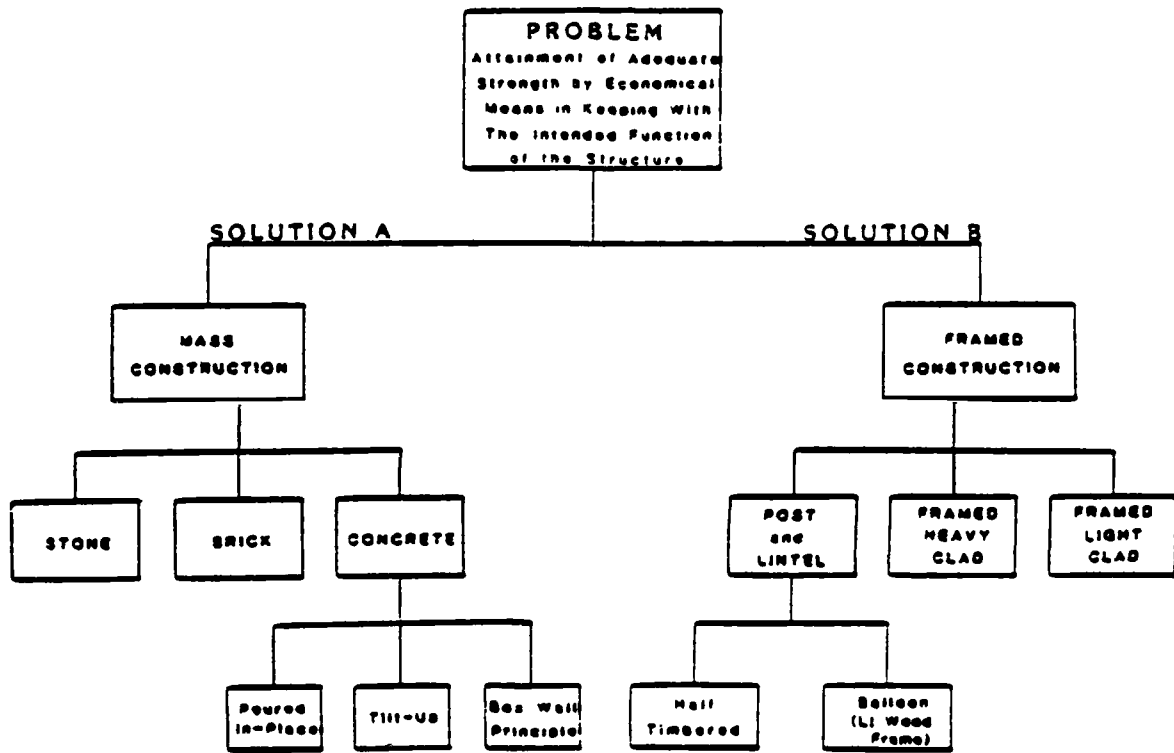 PROBLEM
Attainment of Adequate
Strength by Economical
Means in Keeping With
The Intended Function
of the Structure
SOLUTION A
SOLUTION B
MASS
CONSTRUCTION
FRAMED
CONSTRUCTION
STONE
BRICK
CONCRETE
POST
and
LINTEL
FRAMED
HEAVY
CLAD
FRAMED
LIGHT
CLAD
Poured
In-Place
Tilt-Up
Box Wall
Principle
Half
Timbered
Balloon
(Lt Wood
Frame)